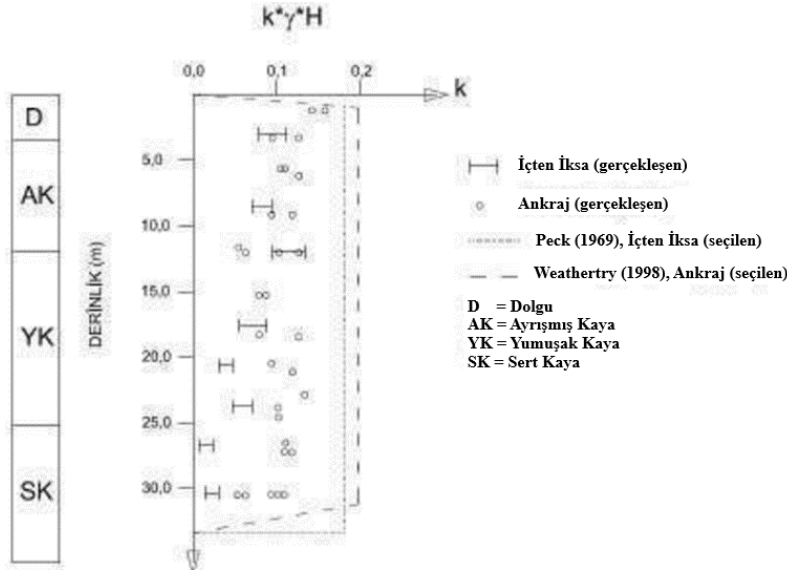 k*γ*H
0,0
0,1
0,2
k
D
AK
YK
SK
DERİNLİK (m)
5,0
10,0
15,0
20,0
25,0
30,0
İçten İksa (gerçekleşen)
Ankraj (gerçekleşen)
Peck (1969), İçten İksa (seçilen)
Weathertry (1998), Ankraj (seçilen)
D = Dolgu
AK = Ayrışmış Kaya
YK = Yumuşak Kaya
SK = Sert Kaya